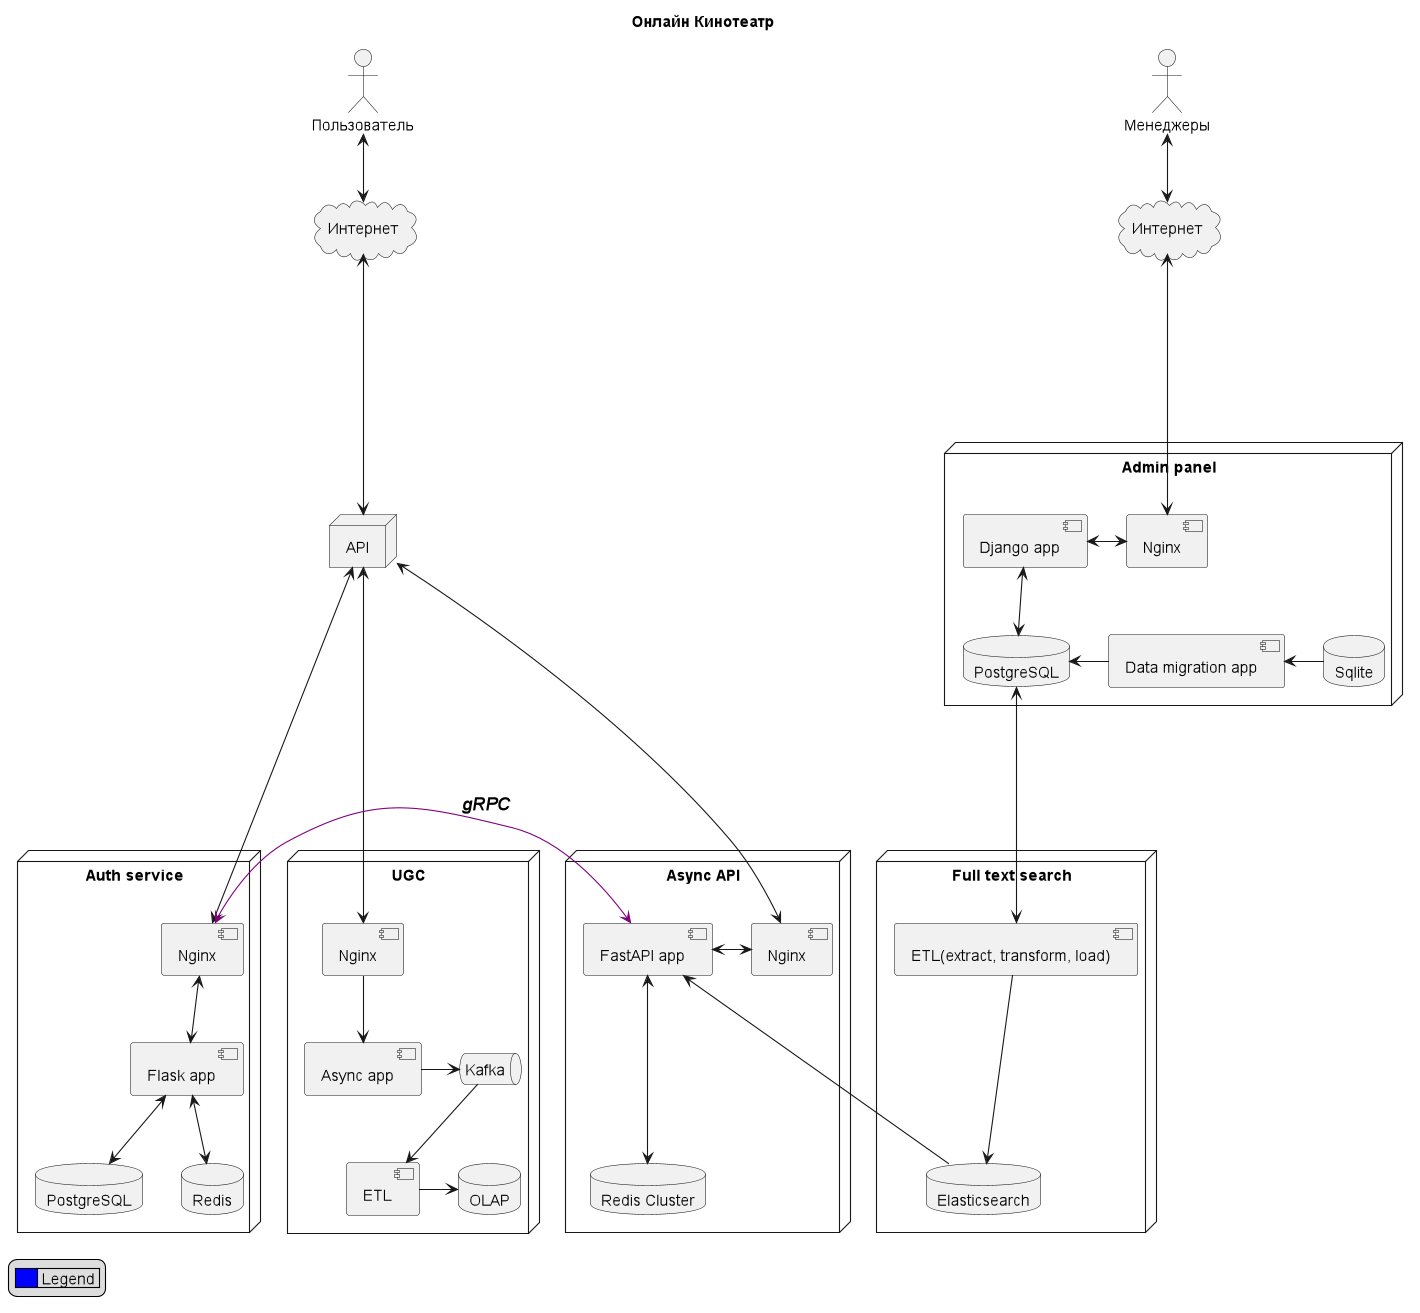 Онлайн Кинотеатр
Пользователь
Менеджеры
Интернет
Интернет
Admin panel
API
Django app
Nginx
PostgreSQL
Data migration app
Sqlite
gRPC
Auth service
UGC
Async API
Full text search
Nginx
Nginx
FastAPI app
Nginx
ETL(extract, transform, load)
Flask app
Async app
Kafka
PostgreSQL
Redis
ETL
OLAP
Redis Cluster
Elasticsearch
Legend